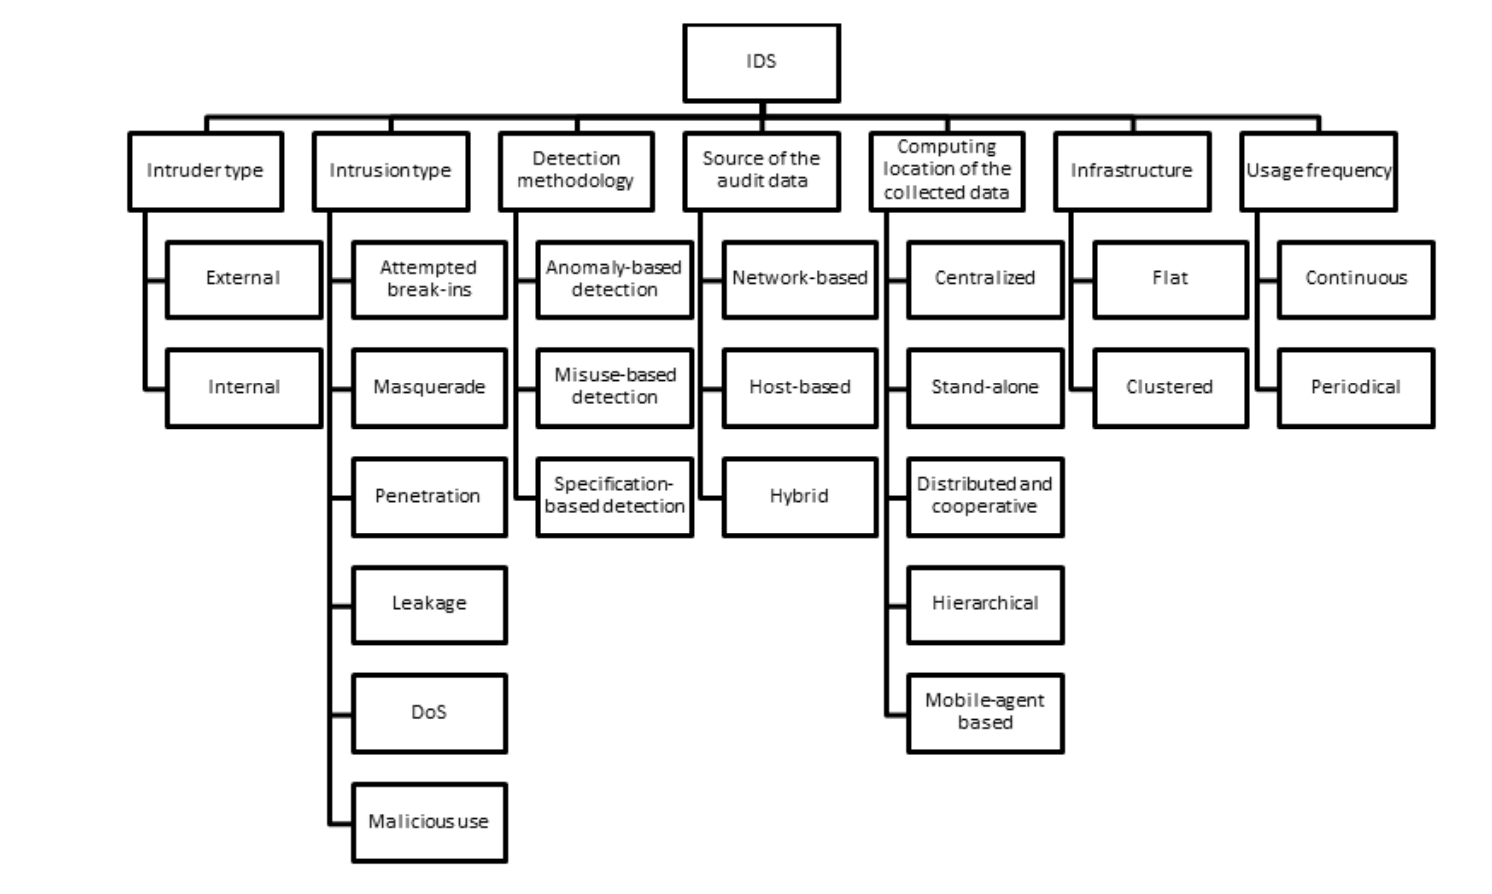 IDS
Intruder type
Intrusion type
Detection
methodology
Source of the
audit data
Computing
location of the
collected data
Infrastructure
Usage frequency
External
Internal
Attempted
break-ins
Masquerade
Penetration
Leakage
DoS
Malicious use
Anomaly-based
detection
Misuse-based
detection
Specification-
based detection
Network-based
Host-based
Hybrid
Centralized
Stand-alone
Distributed and
cooperative
Hierarchical
Mobile-agent
based
Flat
Clustered
Continuous
Periodical